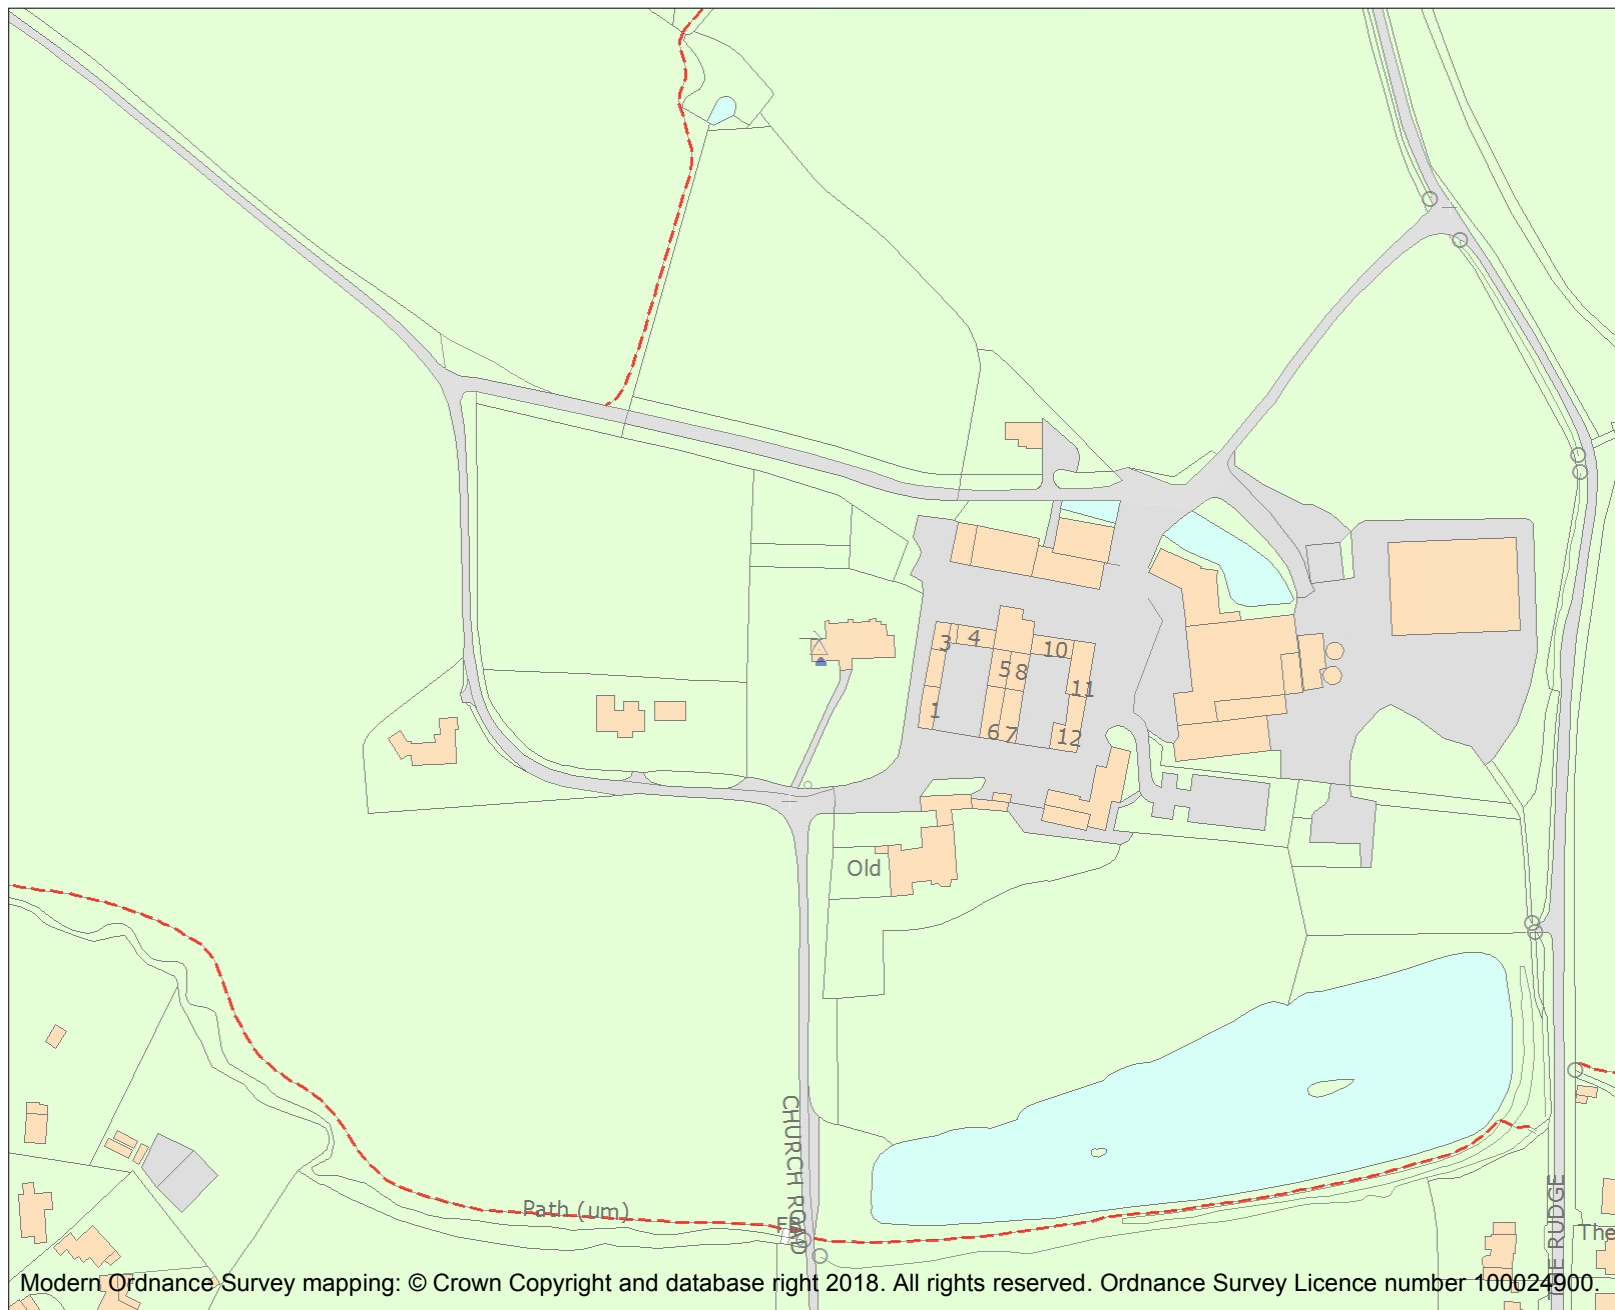 3
4
10
5
8
11
1
6
7
12
Old
CHURCH ROAD
Path (um)
FB
THE RUDGE
The
Modern Ordnance Survey mapping: © Crown Copyright and database right 2018. All rights reserved. Ordnance Survey Licence number 100024900.